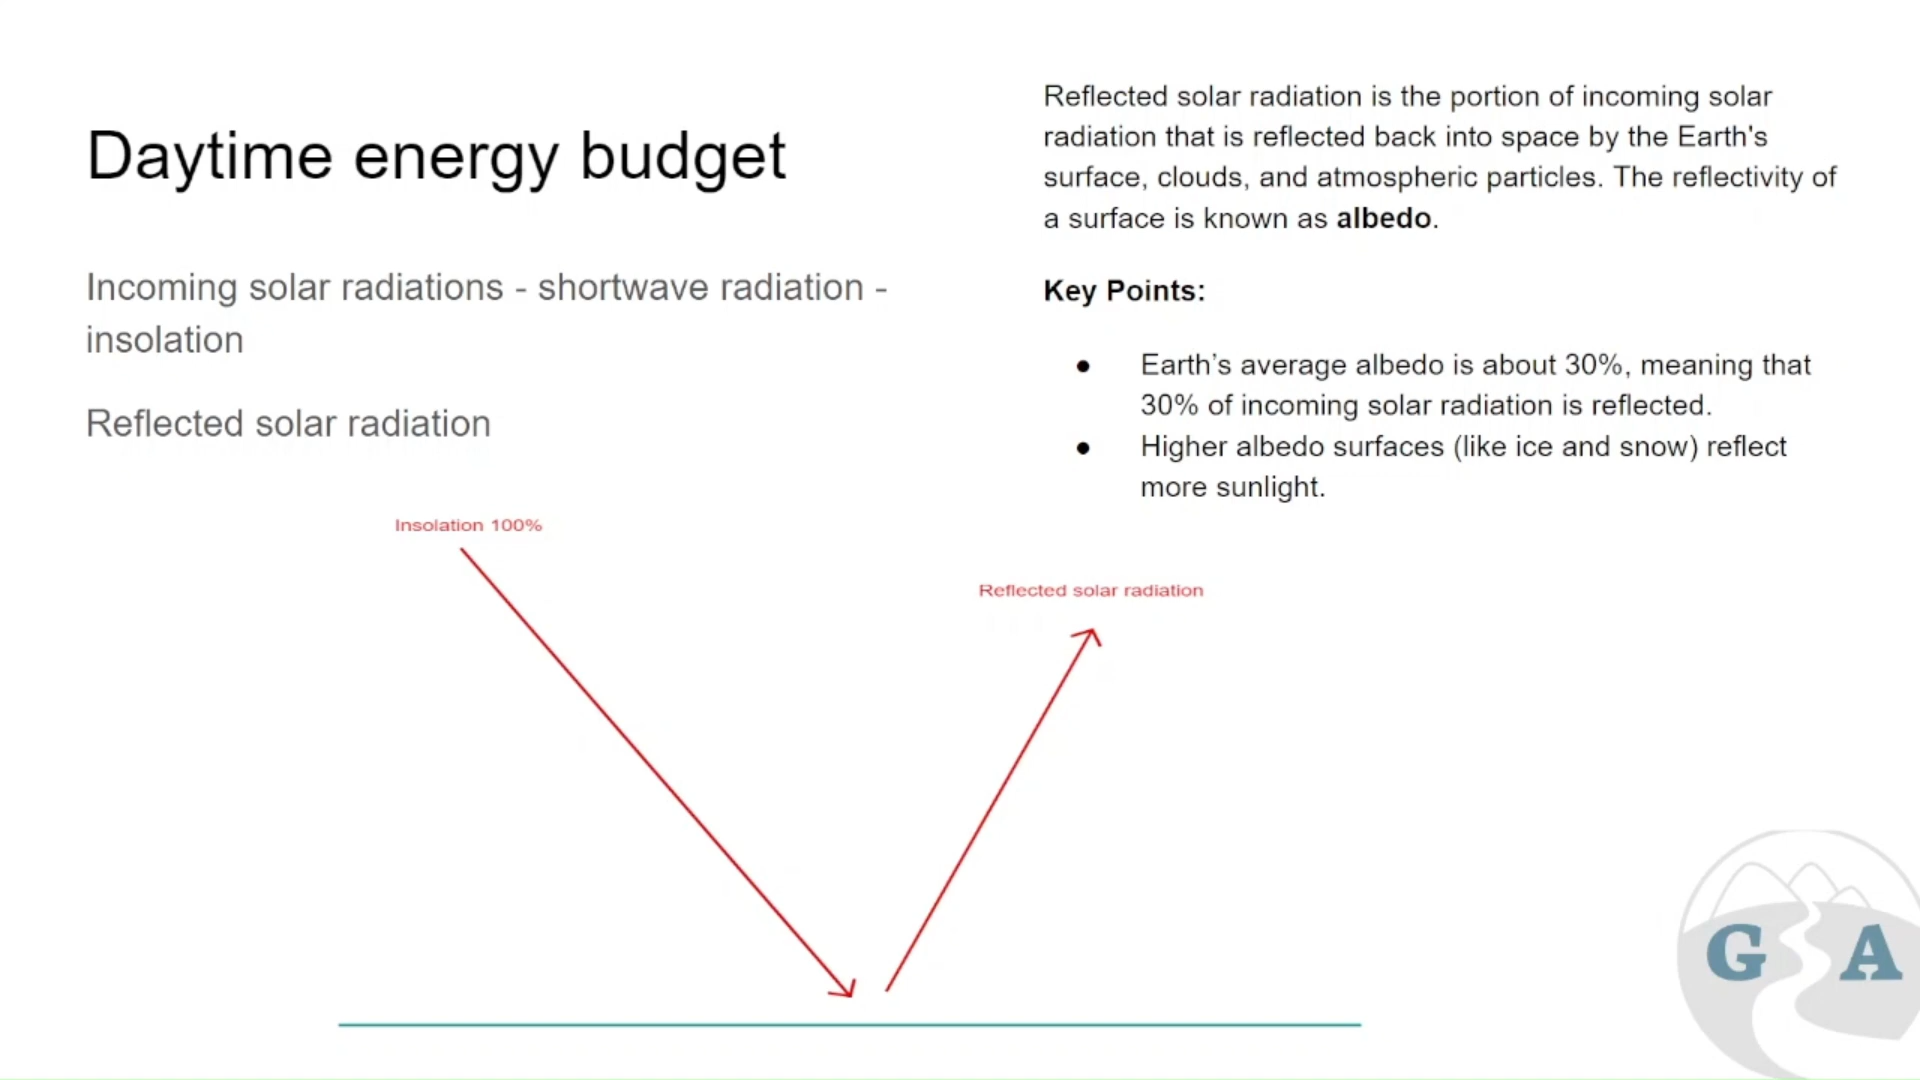 Daytime energy budget
Incoming solar radiations - shortwave radiation -
insolation
Reflected solar radiation
Reflected solar radiation is the portion of incoming solar
radiation that is reflected back into space by the Earth's
surface, clouds, and atmospheric particles. The reflectivity of
a surface is known as albedo.
Key Points:
● Earth’s average albedo is about 30%, meaning that
30% of incoming solar radiation is reflected.
● Higher albedo surfaces (like ice and snow) reflect
more sunlight.
Insolation 100%
Reflected solar radiation
G A